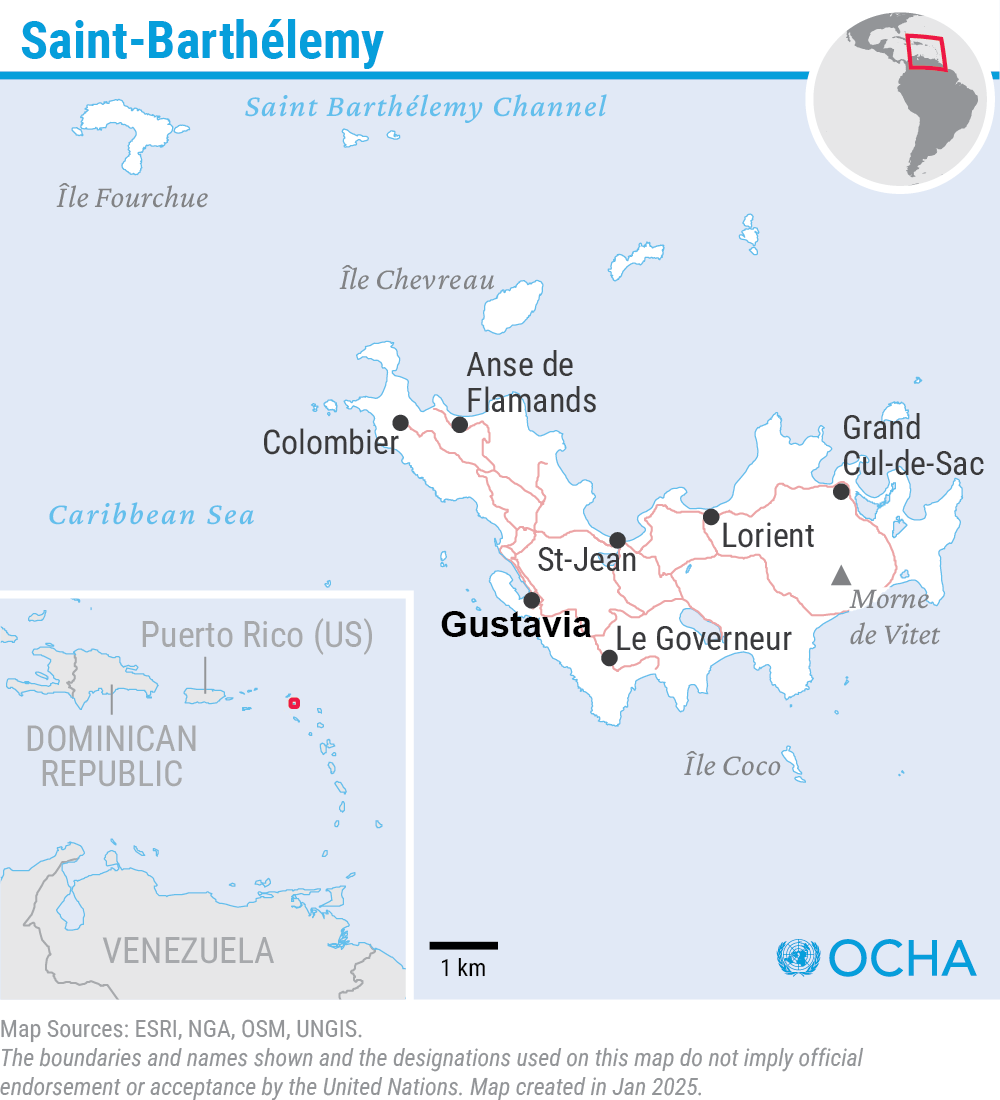 Saint-Barthélemy
Saint Barthélemy Channel
Île Fourchue
Île Chevreau
Anse de
Flamands
Colombier
Grand
Cul-de-Sac
Caribbean Sea
Lorient
St-Jean
Morne
de Vitet
Gustavia
Le Governeur
Puerto Rico (US)
DOMINICAN
REPUBLIC
Île Coco
VENEZUELA
1 km
OCHA
Map Sources: ESRI, NGA, OSM, UNGIS.
The boundaries and names shown and the designations used on this map do not imply official
endorsement or acceptance by the United Nations. Map created in Jan 2025.